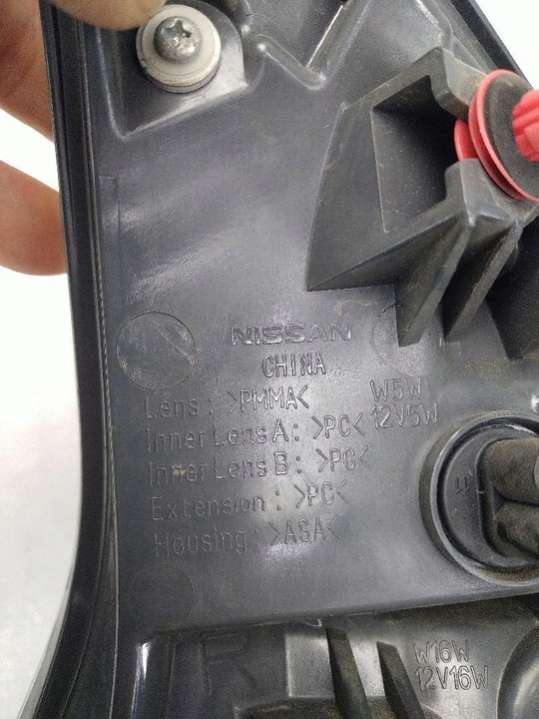 NISSAN
CHINA
Lens : >PMMA<
W5W
12V5W
Inner Lens A : >PC<
Inner Lens B : >PC<
Extension : >PC<
Housing : >ASA<
R
W16W
12V16W